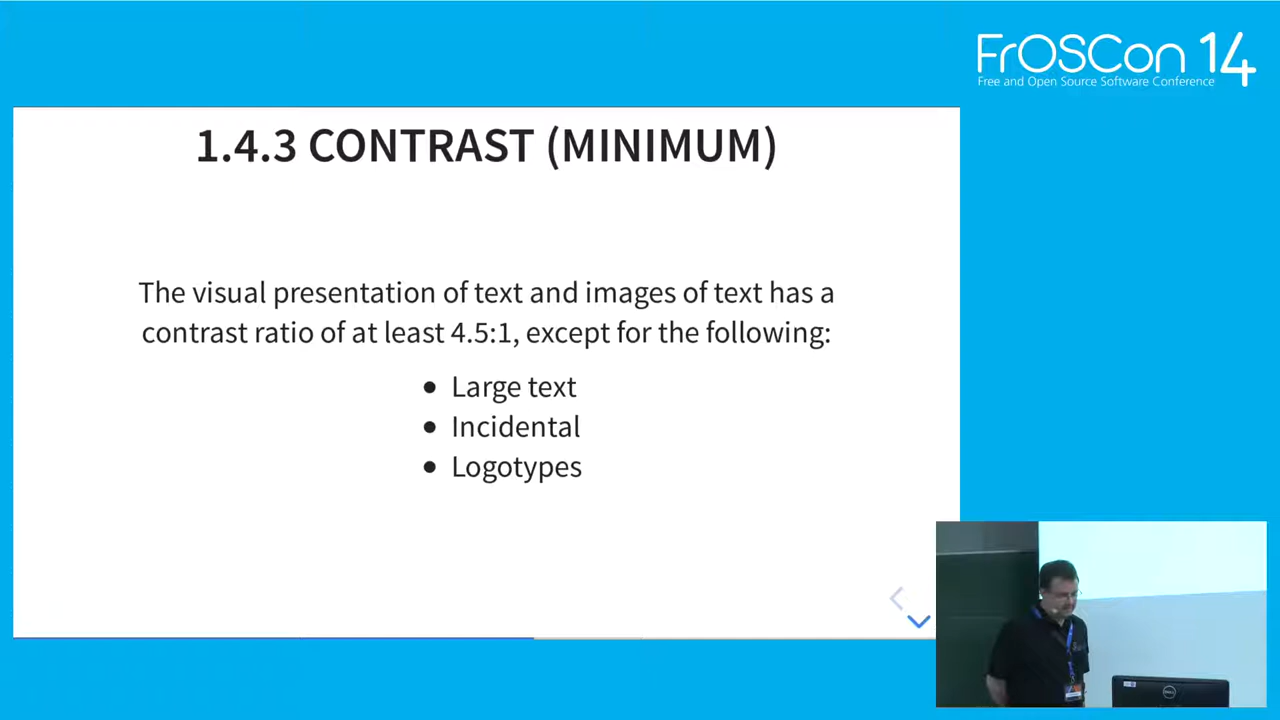 FrOSCon 14
Free and Open Source Software Conference
1.4.3 CONTRAST (MINIMUM)
The visual presentation of text and images of text has a
contrast ratio of at least 4.5:1, except for the following:
• Large text
• Incidental
• Logotypes
DELL